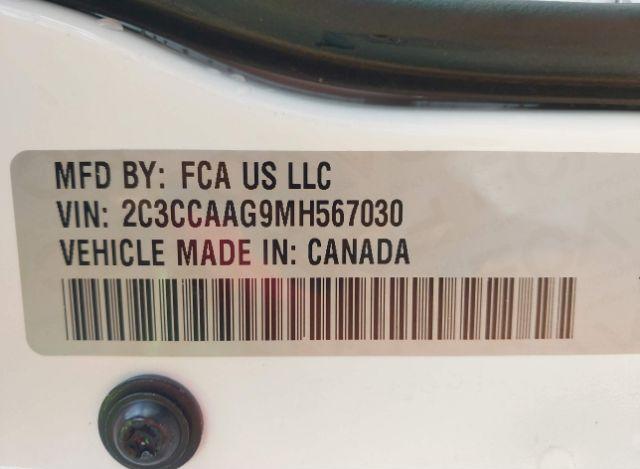 MFD BY: FCA US LLC
VIN: 2C3CCAAG9MH567030
VEHICLE MADE IN: CANADA